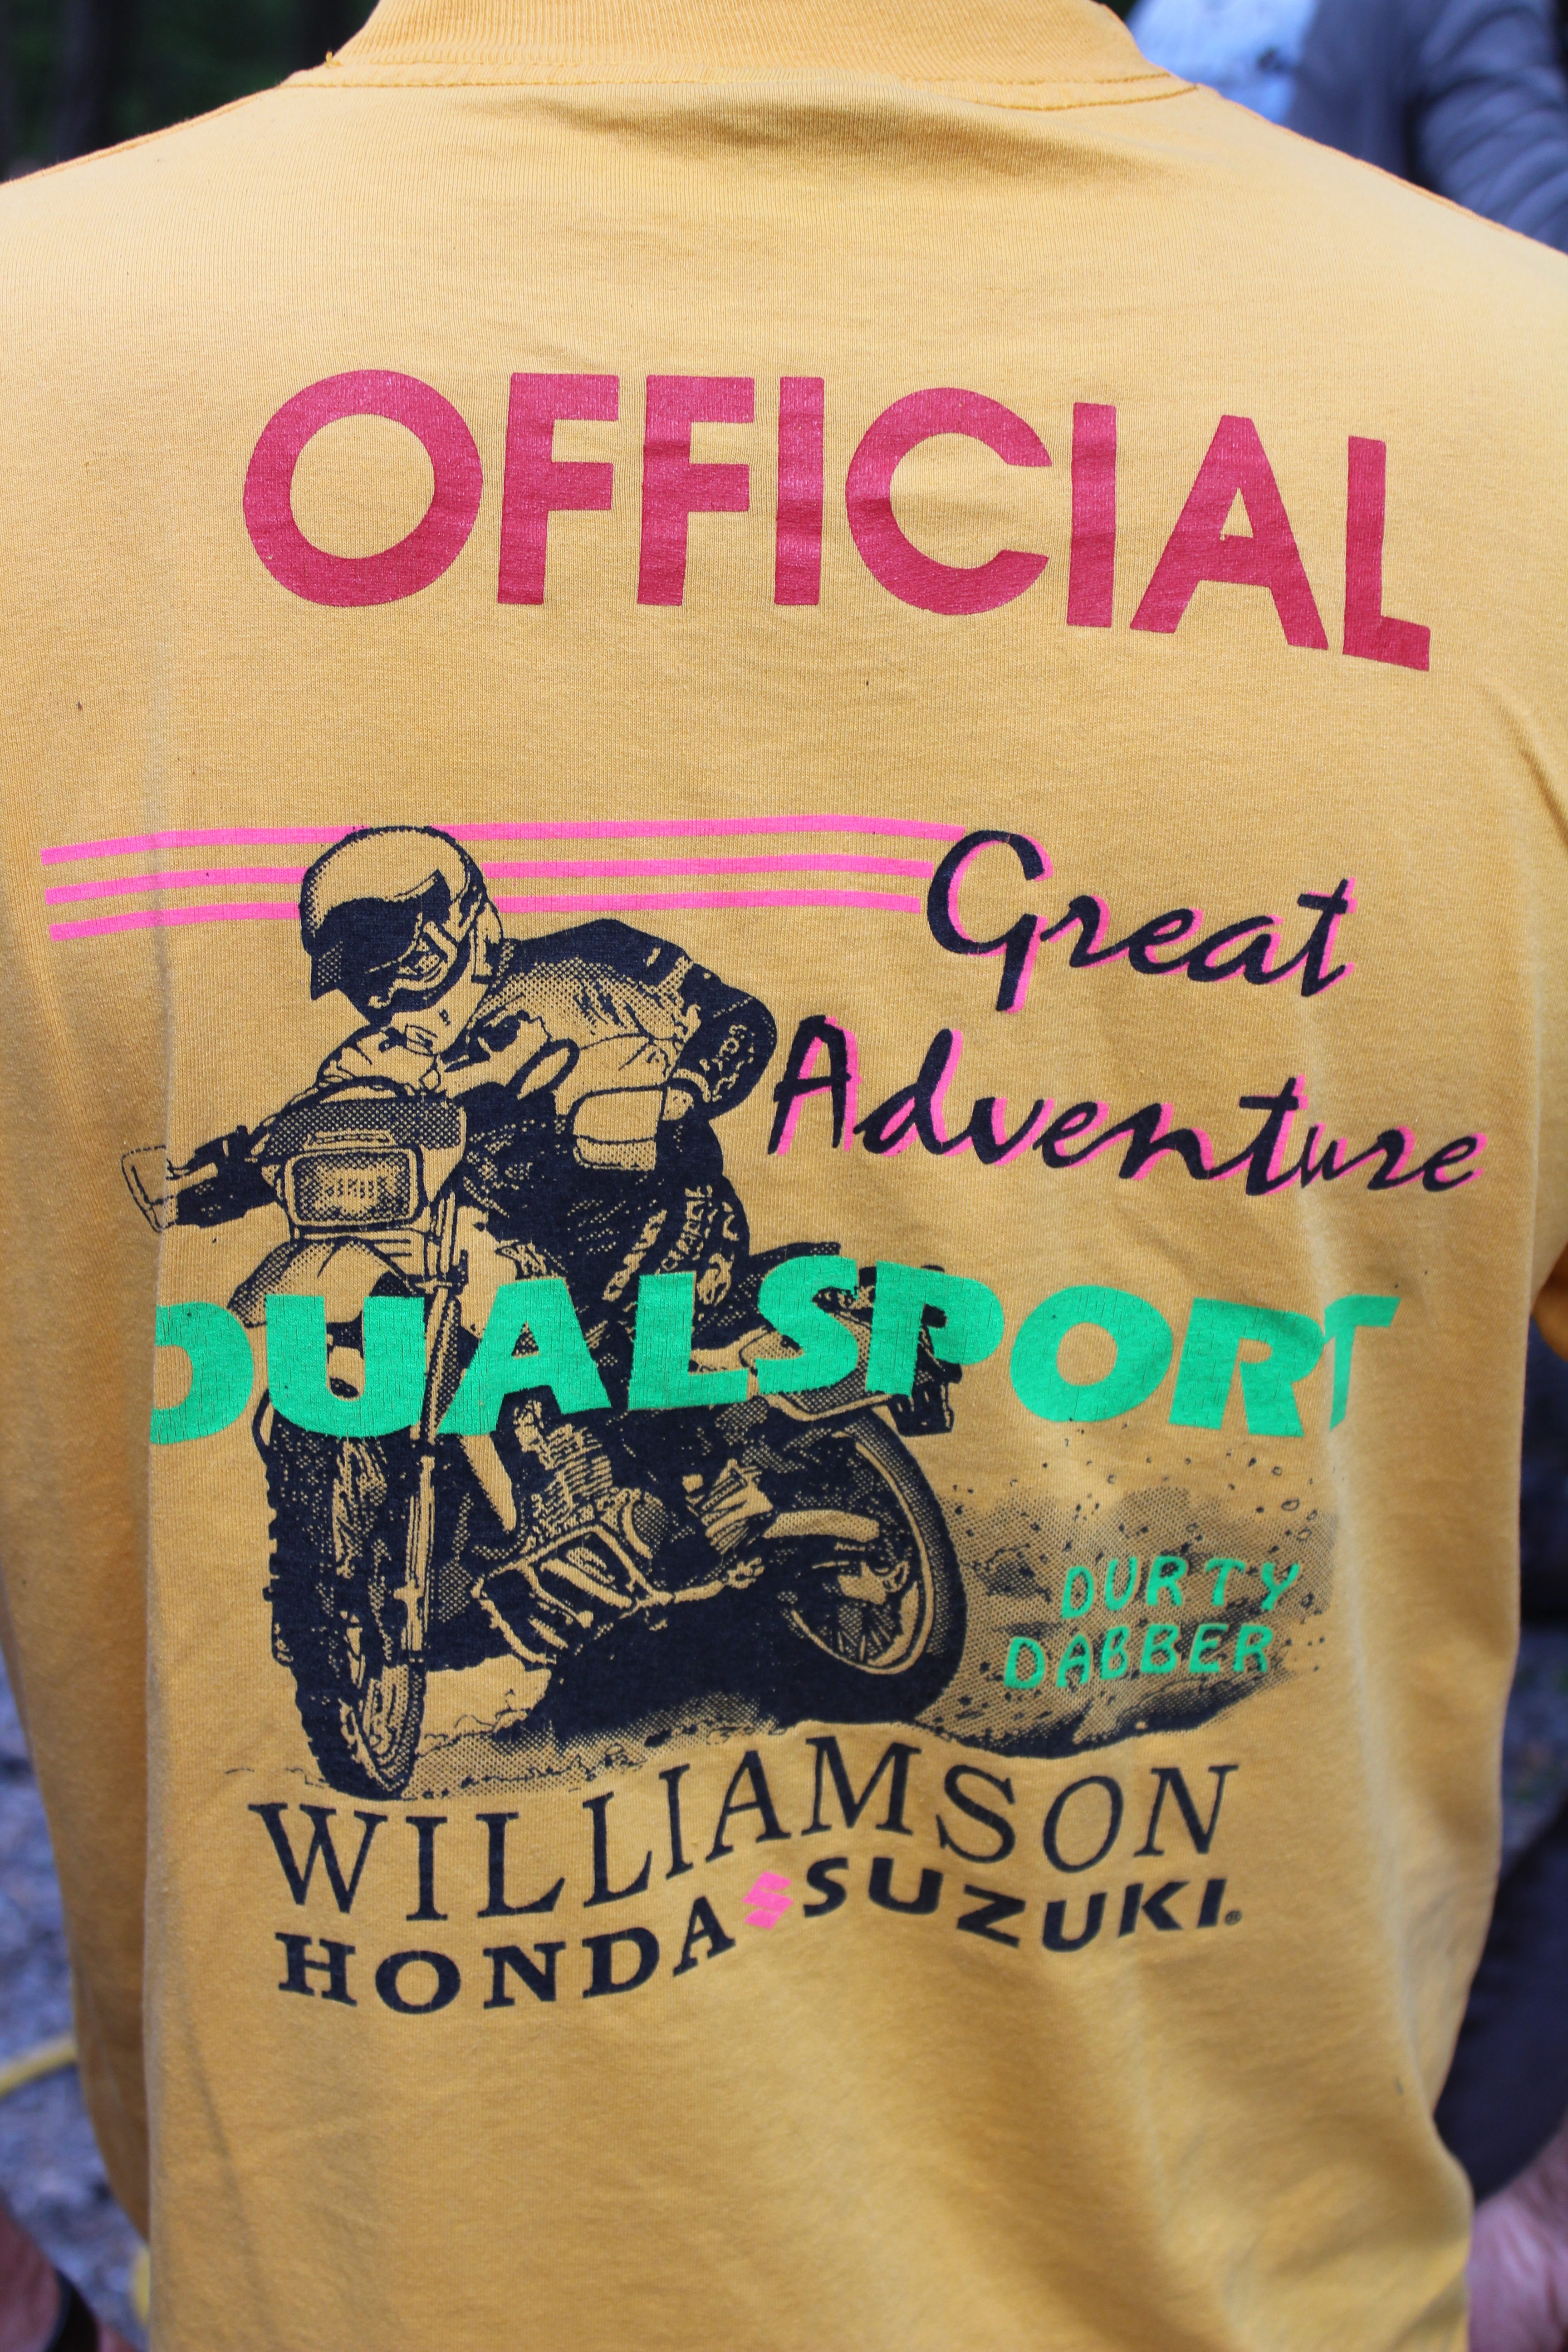 OFFICIAL
Great
Adventure
DUALSPORT
DURTY
DABBER
WILLIAMSON
HONDA SUZUKI®